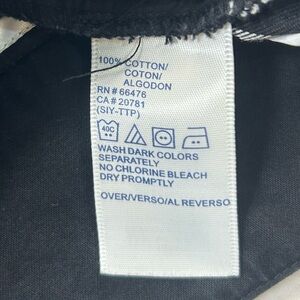 100% COTTON/
COTON/
ALGODON
RN # 66476
CA # 20781
(SIY-TTP)
40C
WASH DARK COLORS
SEPARATELY
NO CHLORINE BLEACH
DRY PROMPTLY
OVER/VERSO/AL REVERSO